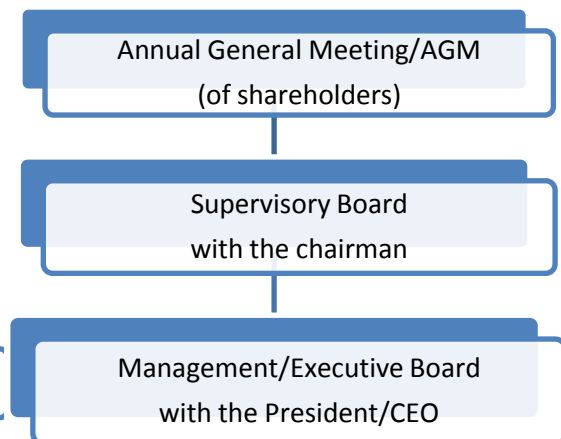 Annual General Meeting/AGM
(of shareholders)
Supervisory Board
with the chairman
Management/Executive Board
with the President/CEO